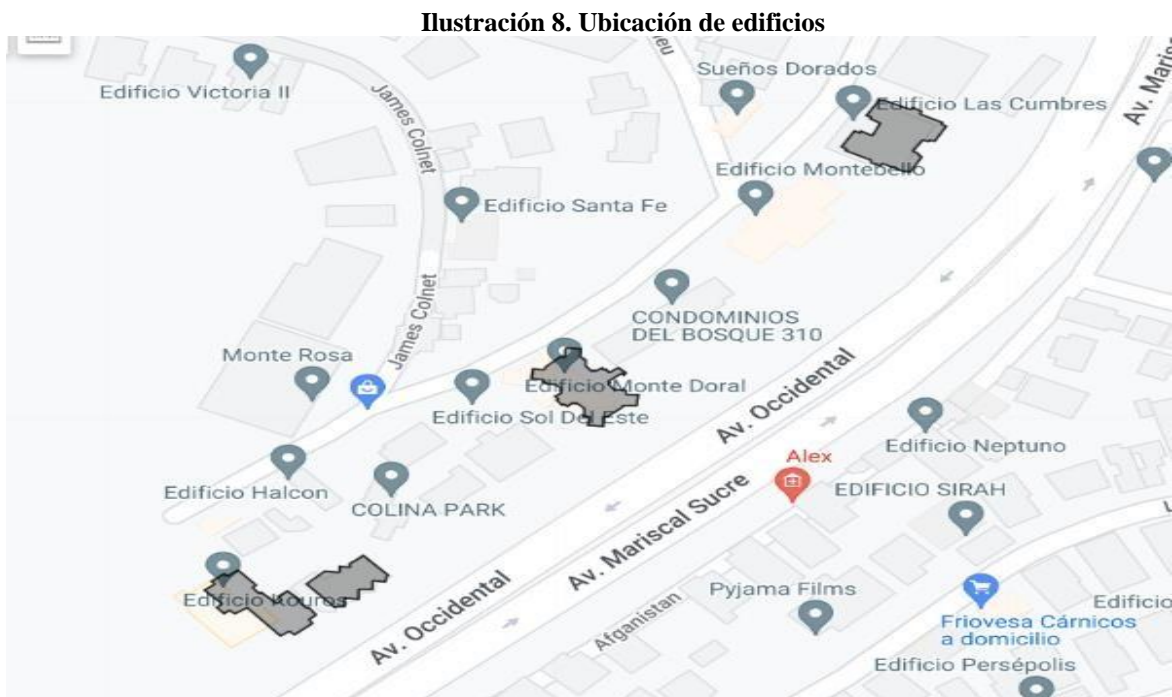 Ilustración 8. Ubicación de edificios
Edificio Victoria II
Sueños Dorados
Edificio Las Cumbres
Av. Maris
James Colnet
Edificio Montebello
Edificio Santa Fe
CONDOMINIOS
DEL BOSQUE 310
James Colnet
Monte Rosa
Edificio Monte Doral
Edificio Sol Del Este
Av. Occidental
Edificio Neptuno
Alex
Edificio Halcon
COLINA PARK
EDIFICIO SIRAH
Av. Mariscal Sucre
Edificio Kouros
Av. Occidental
Afganistan
Pyjama Films
Friovesa Cárnicos
a domicilio
Edificio
Edificio Persépolis